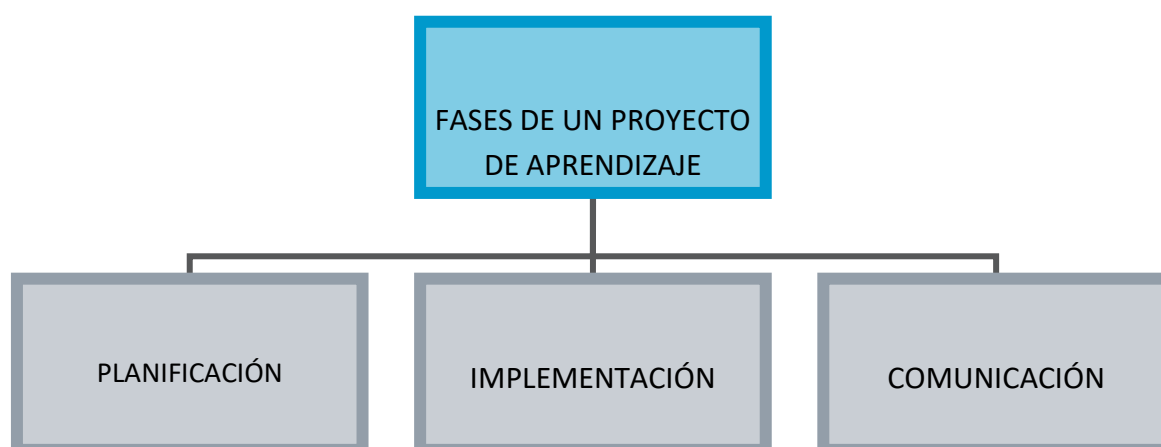 FASES DE UN PROYECTO
DE APRENDIZAJE
PLANIFICACIÓN
IMPLEMENTACIÓN
COMUNICACIÓN